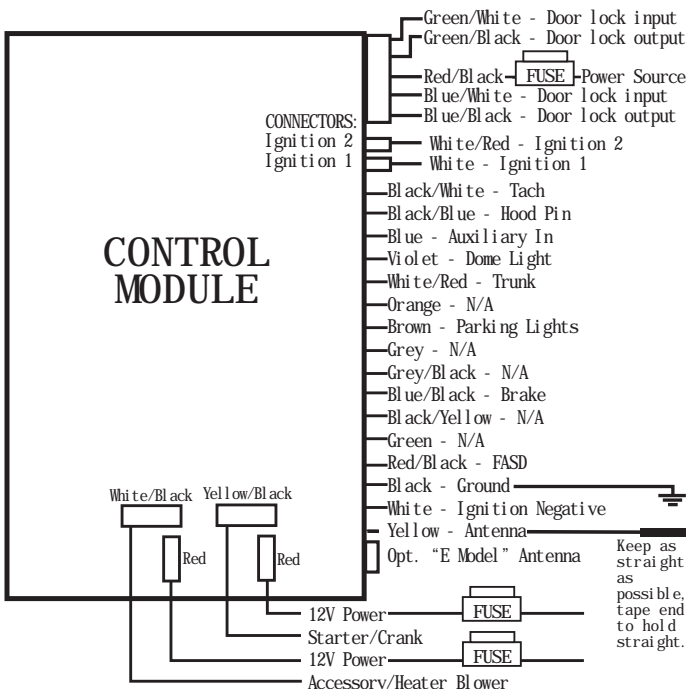 Green/White - Door lock input
Green/Black - Door lock output
Red/Black FUSE Power Source
Blue/White - Door lock input
Blue/Black - Door lock output
CONNECTORS:
Ignition 2
White/Red - Ignition 2
Ignition 1
White - Ignition 1
Black/White - Tach
Black/Blue - Hood Pin
Blue - Auxiliary In
Violet - Dome Light
White/Red - Trunk
Orange - N/A
Brown - Parking Lights
Grey - N/A
Grey/Black - N/A
Blue/Black - Brake
Black/Yellow - N/A
Green - N/A
Red/Black - FASD
Black - Ground
White - Ignition Negative
Yellow - Antenna
Opt. “E Model” Antenna
Keep as
straight
as
possible,
tape end
to hold
straight.
CONTROL
MODULE
White/Black
Yellow/Black
Red
Red
12V Power FUSE
Starter/Crank
12V Power FUSE
Accessory/Heater Blower